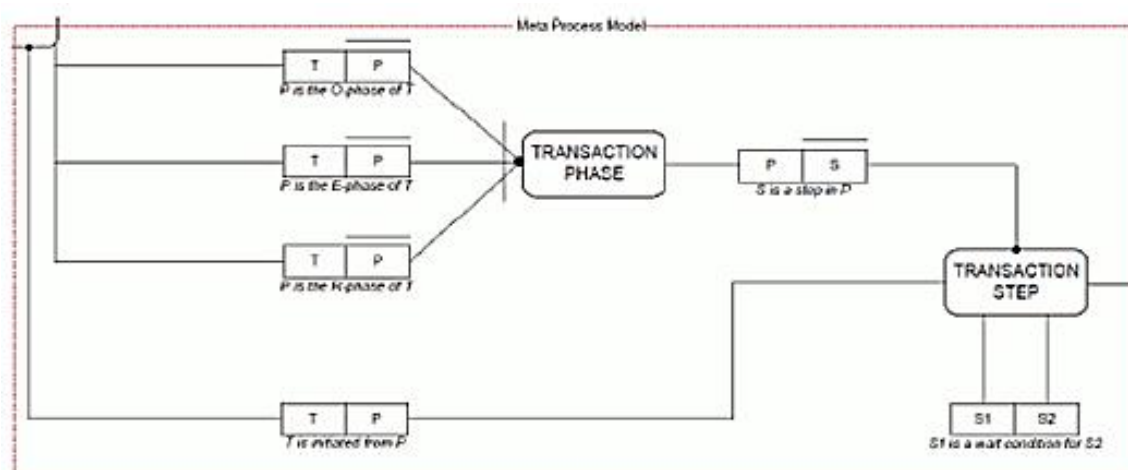 Meta Process Model
T P
P is the O-phase of T
T P
P is the E-phase of T
TRANSACTION
PHASE
P S
S is a step in P
T P
P is the R-phase of T
TRANSACTION
STEP
T P
T is initiated from P
S1 S2
S1 is a wait condition for S2